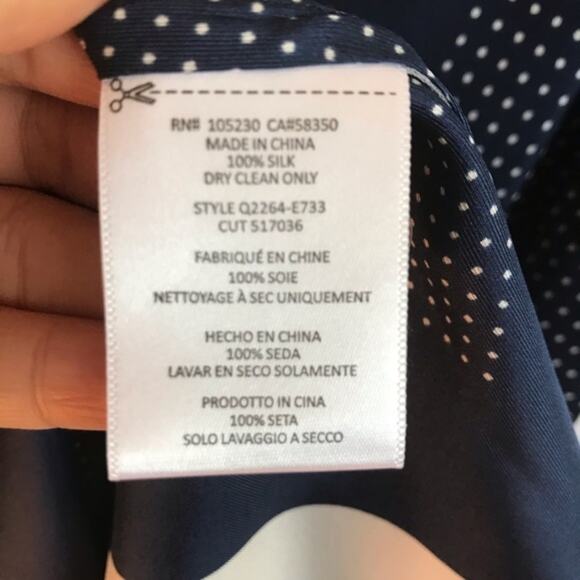 RN# 105230 CA#58350
MADE IN CHINA
100% SILK
DRY CLEAN ONLY
STYLE Q2264-E733
CUT 517036
FABRIQUÉ EN CHINE
100% SOIE
NETTOYAGE À SEC UNIQUEMENT
HECHO EN CHINA
100% SEDA
LAVAR EN SECO SOLAMENTE
PRODOTTO IN CINA
100% SETA
SOLO LAVAGGIO A SECCO